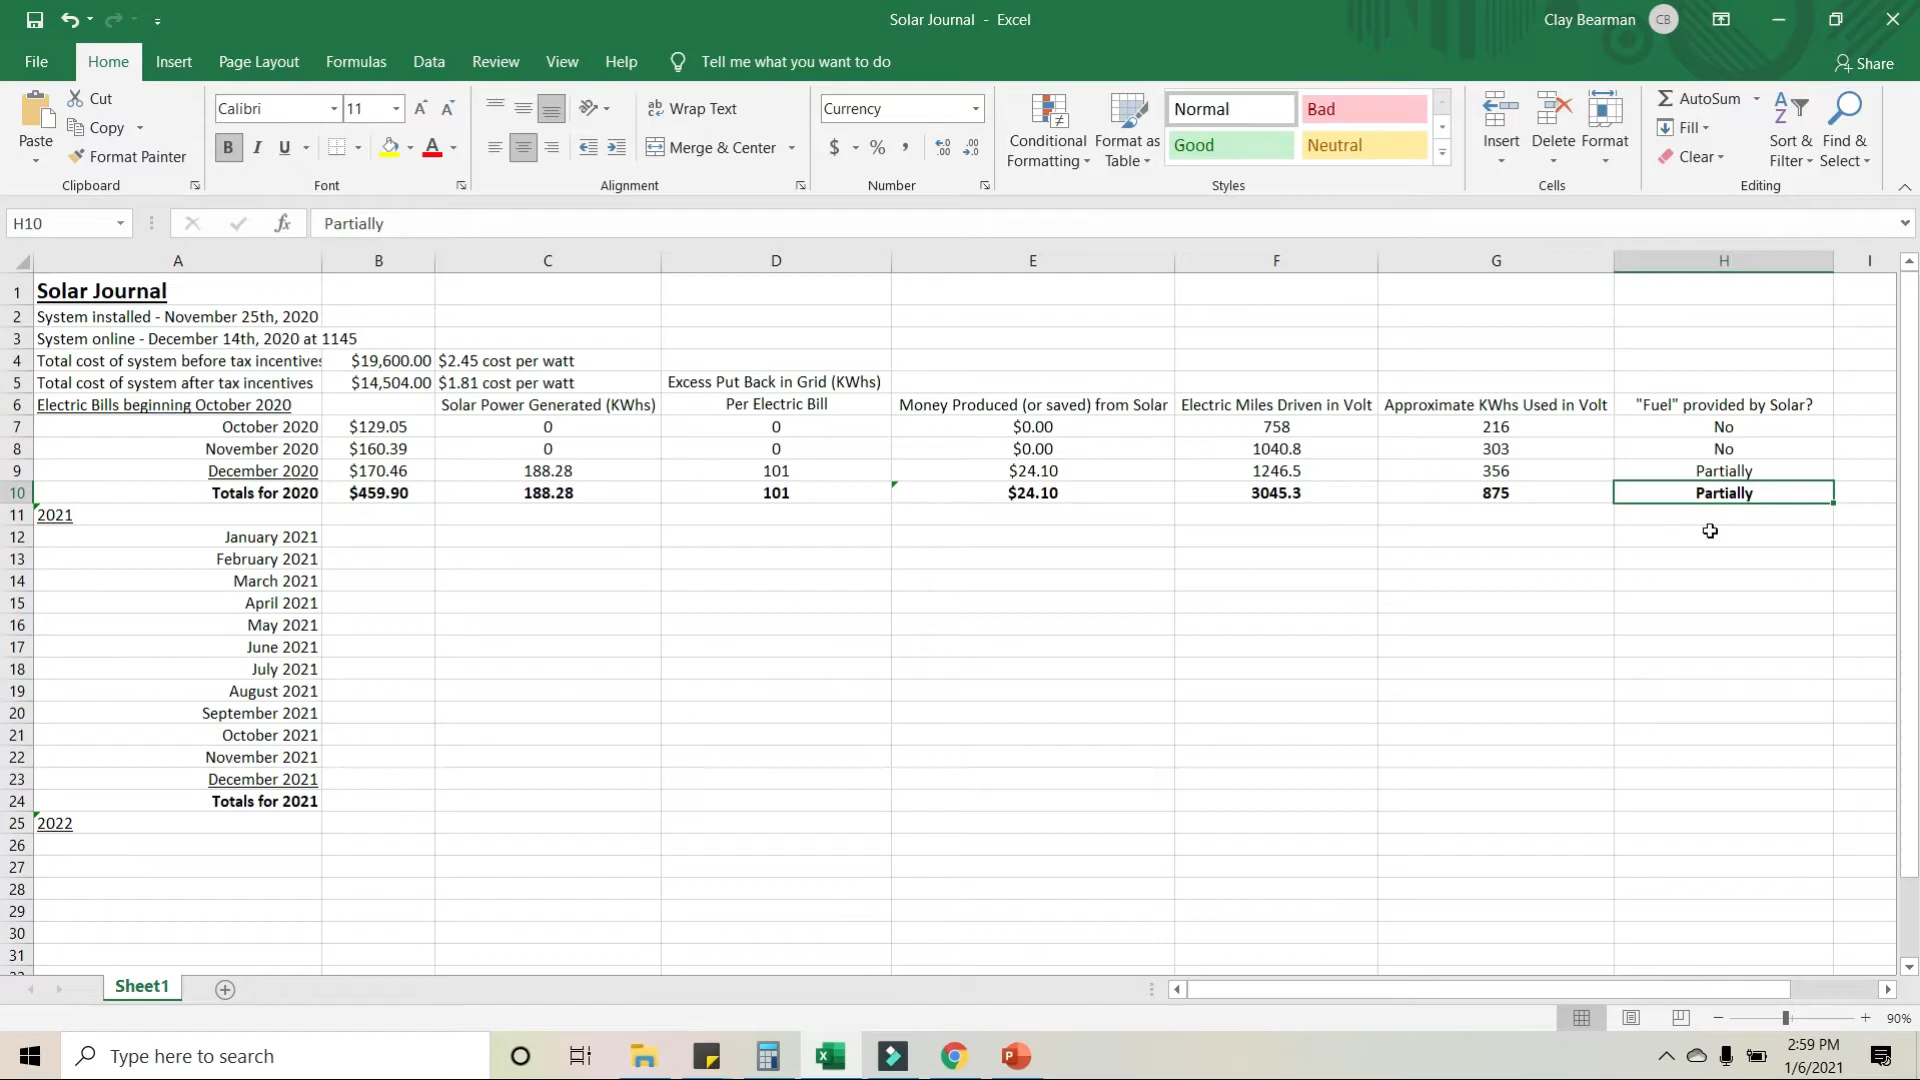 Solar Journal - Excel
Clay Bearman CB
File Home Insert Page Layout Formulas Data Review View Help Tell me what you want to do Share
Paste Cut Copy Format Painter Clipboard
Calibri 11 A A B I U A Font
ab Wrap Text Merge & Center Alignment
Currency $ % , Number
Conditional Formatting Format as Table Normal Bad Good Neutral Styles
Insert Delete Format Cells
AutoSum Fill Clear Sort & Filter Find & Select Editing
H10 fx Partially
A B C D E F G H I
1 Solar Journal
2 System installed - November 25th, 2020
3 System online - December 14th, 2020 at 1145
4 Total cost of system before tax incentives $19,600.00 $2.45 cost per watt
5 Total cost of system after tax incentives $14,504.00 $1.81 cost per watt Excess Put Back in Grid (KWhs)
6 Electric Bills beginning October 2020 Solar Power Generated (KWhs) Per Electric Bill Money Produced (or saved) from Solar Electric Miles Driven in Volt Approximate KWhs Used in Volt "Fuel" provided by Solar?
7 October 2020 $129.05 0 0 $0.00 758 216 No
8 November 2020 $160.39 0 0 $0.00 1040.8 303 No
9 December 2020 $170.46 188.28 101 $24.10 1246.5 356 Partially
10 Totals for 2020 $459.90 188.28 101 $24.10 3045.3 875 Partially
11 2021
12 January 2021
13 February 2021
14 March 2021
15 April 2021
16 May 2021
17 June 2021
18 July 2021
19 August 2021
20 September 2021
21 October 2021
22 November 2021
23 December 2021
24 Totals for 2021
25 2022
26
27
28
29
30
31
Sheet1
90%
Type here to search
2:59 PM
1/6/2021